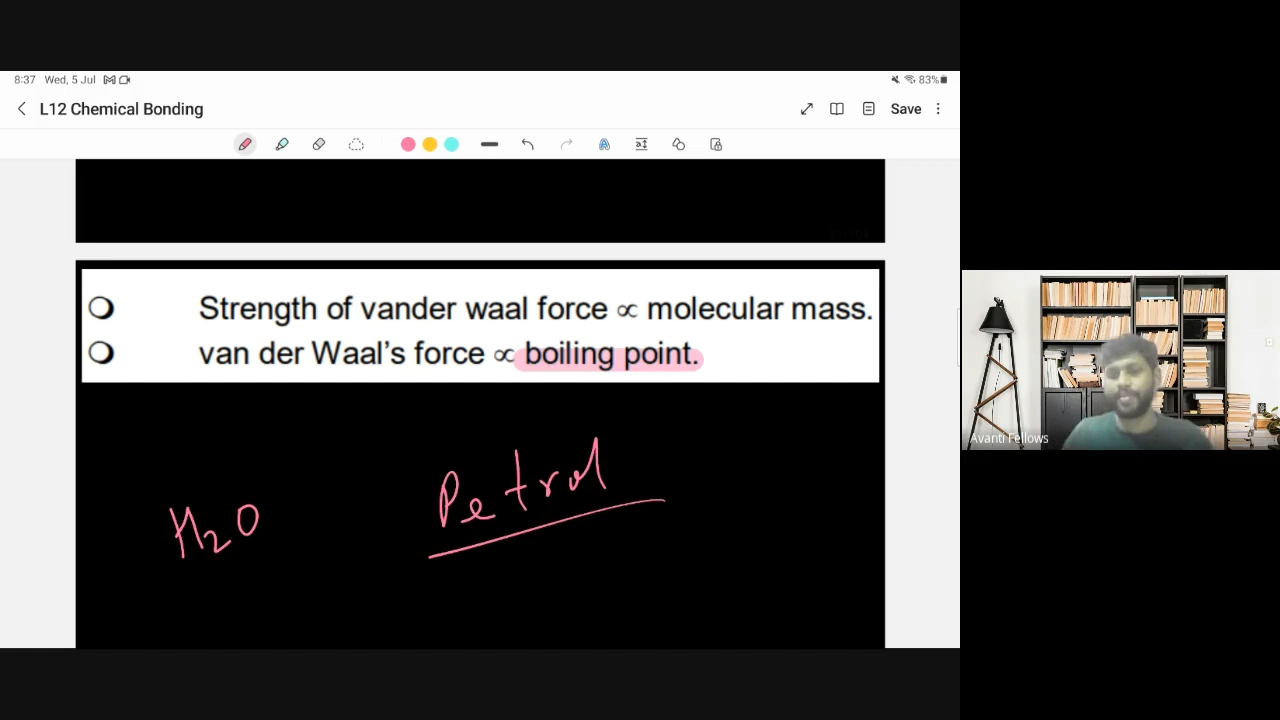 8:37 Wed, 5 Jul 83%
L12 Chemical Bonding Save
Strength of vander waal force ∝ molecular mass.
van der Waal's force ∝ boiling point.
H2O
Petrol
Avanti Fellows